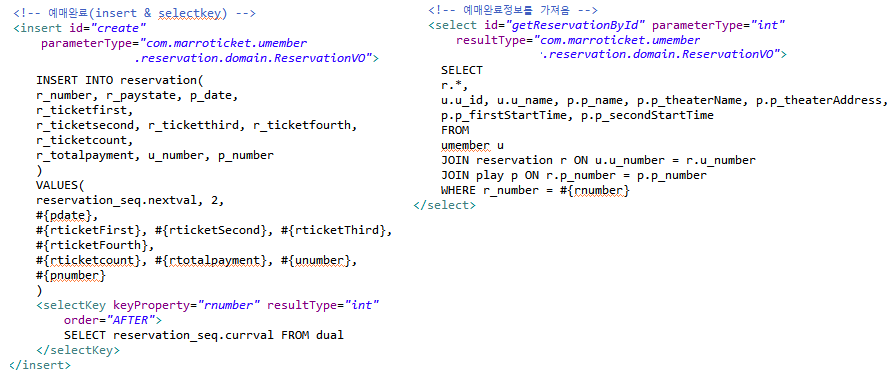 <!-- 예매완료(insert & selectkey) -->
<insert id="create"
parameterType="com.marroticket.umember
.reservation.domain.ReservationVO">
INSERT INTO reservation(
r_number, r_paystate, p_date,
r_ticketfirst,
r_ticketsecond, r_ticketthird, r_ticketfourth,
r_ticketcount,
r_totalpayment, u_number, p_number
)
VALUES(
reservation_seq.nextval, 2,
#{pdate},
#{rticketFirst}, #{rticketSecond}, #{rticketThird},
#{rticketFourth},
#{rticketcount}, #{rtotalpayment}, #{unumber},
#{pnumber}
)
<selectKey keyProperty="rnumber" resultType="int"
order="AFTER">
SELECT reservation_seq.currval FROM dual
</selectKey>
</insert>
<!-- 예매완료정보를 가져옴 -->
<select id="getReservationById" parameterType="int"
resultType="com.marroticket.umember
.reservation.domain.ReservationVO">
SELECT
r.*,
u.u_id, u.u_name, p.p_name, p.p_theaterName, p.p_theaterAddress,
p.p_firstStartTime, p.p_secondStartTime
FROM
umember u
JOIN reservation r ON u.u_number = r.u_number
JOIN play p ON r.p_number = p.p_number
WHERE r_number = #{rnumber}
</select>